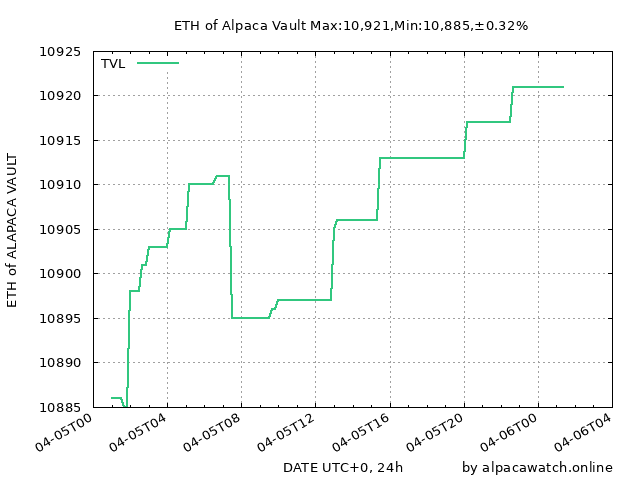 ETH of Alpaca Vault Max:10,921,Min:10,885,±0.32%
TVL
ETH of ALAPACA VAULT
10925
10920
10915
10910
10905
10900
10895
10890
10885
04-05T00
04-05T04
04-05T08
04-05T12
04-05T16
04-05T20
04-06T00
04-06T04
DATE UTC+0, 24h
by alpacawatch.online